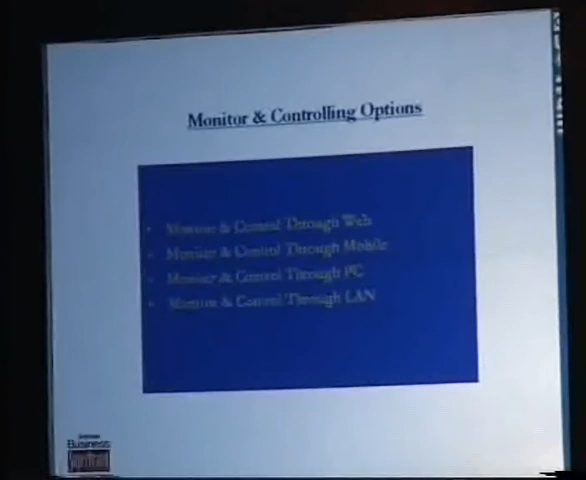 Monitor & Controlling Options
• Monitor & Control Through Web
• Monitor & Control Through Mobile
• Monitor & Control Through PC
• Monitor & Control Through LAN
Business